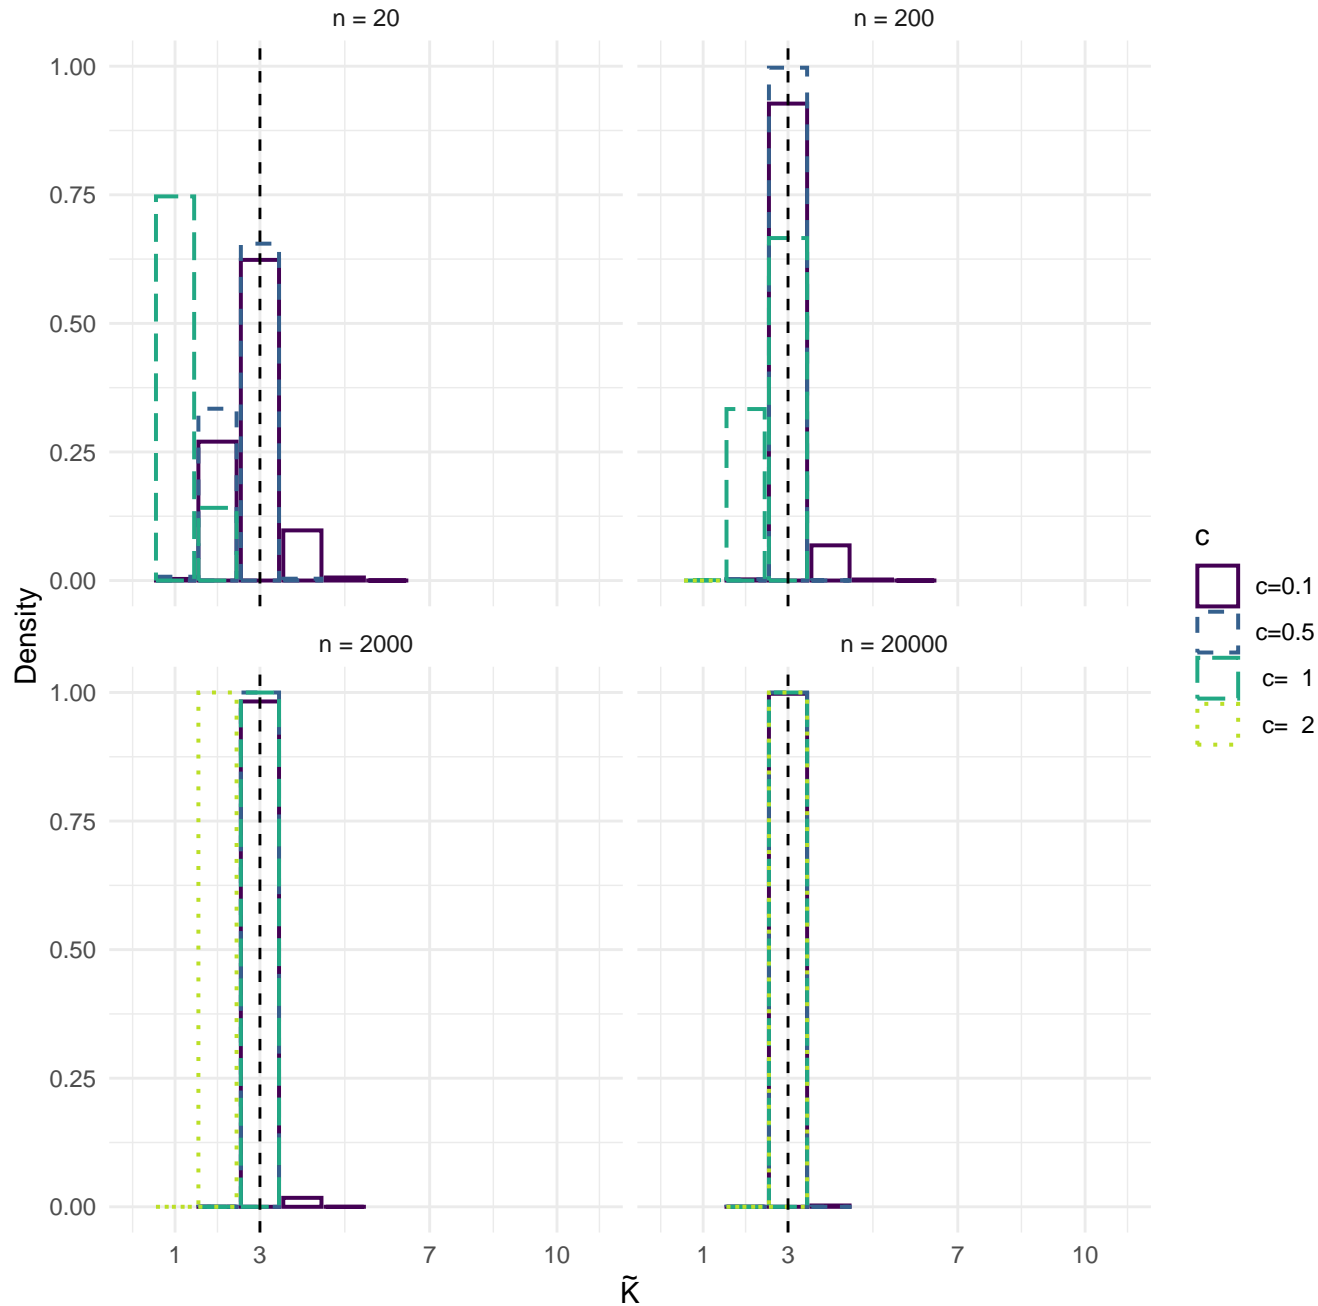 n = 20
n = 200
1.00
0.75
0.50
0.25
0.00
n = 2000
n = 20000
1.00
0.75
0.50
0.25
0.00
1 3 7 10
1 3 7 10
K̃
Density
c
c=0.1
c=0.5
c= 1
c= 2